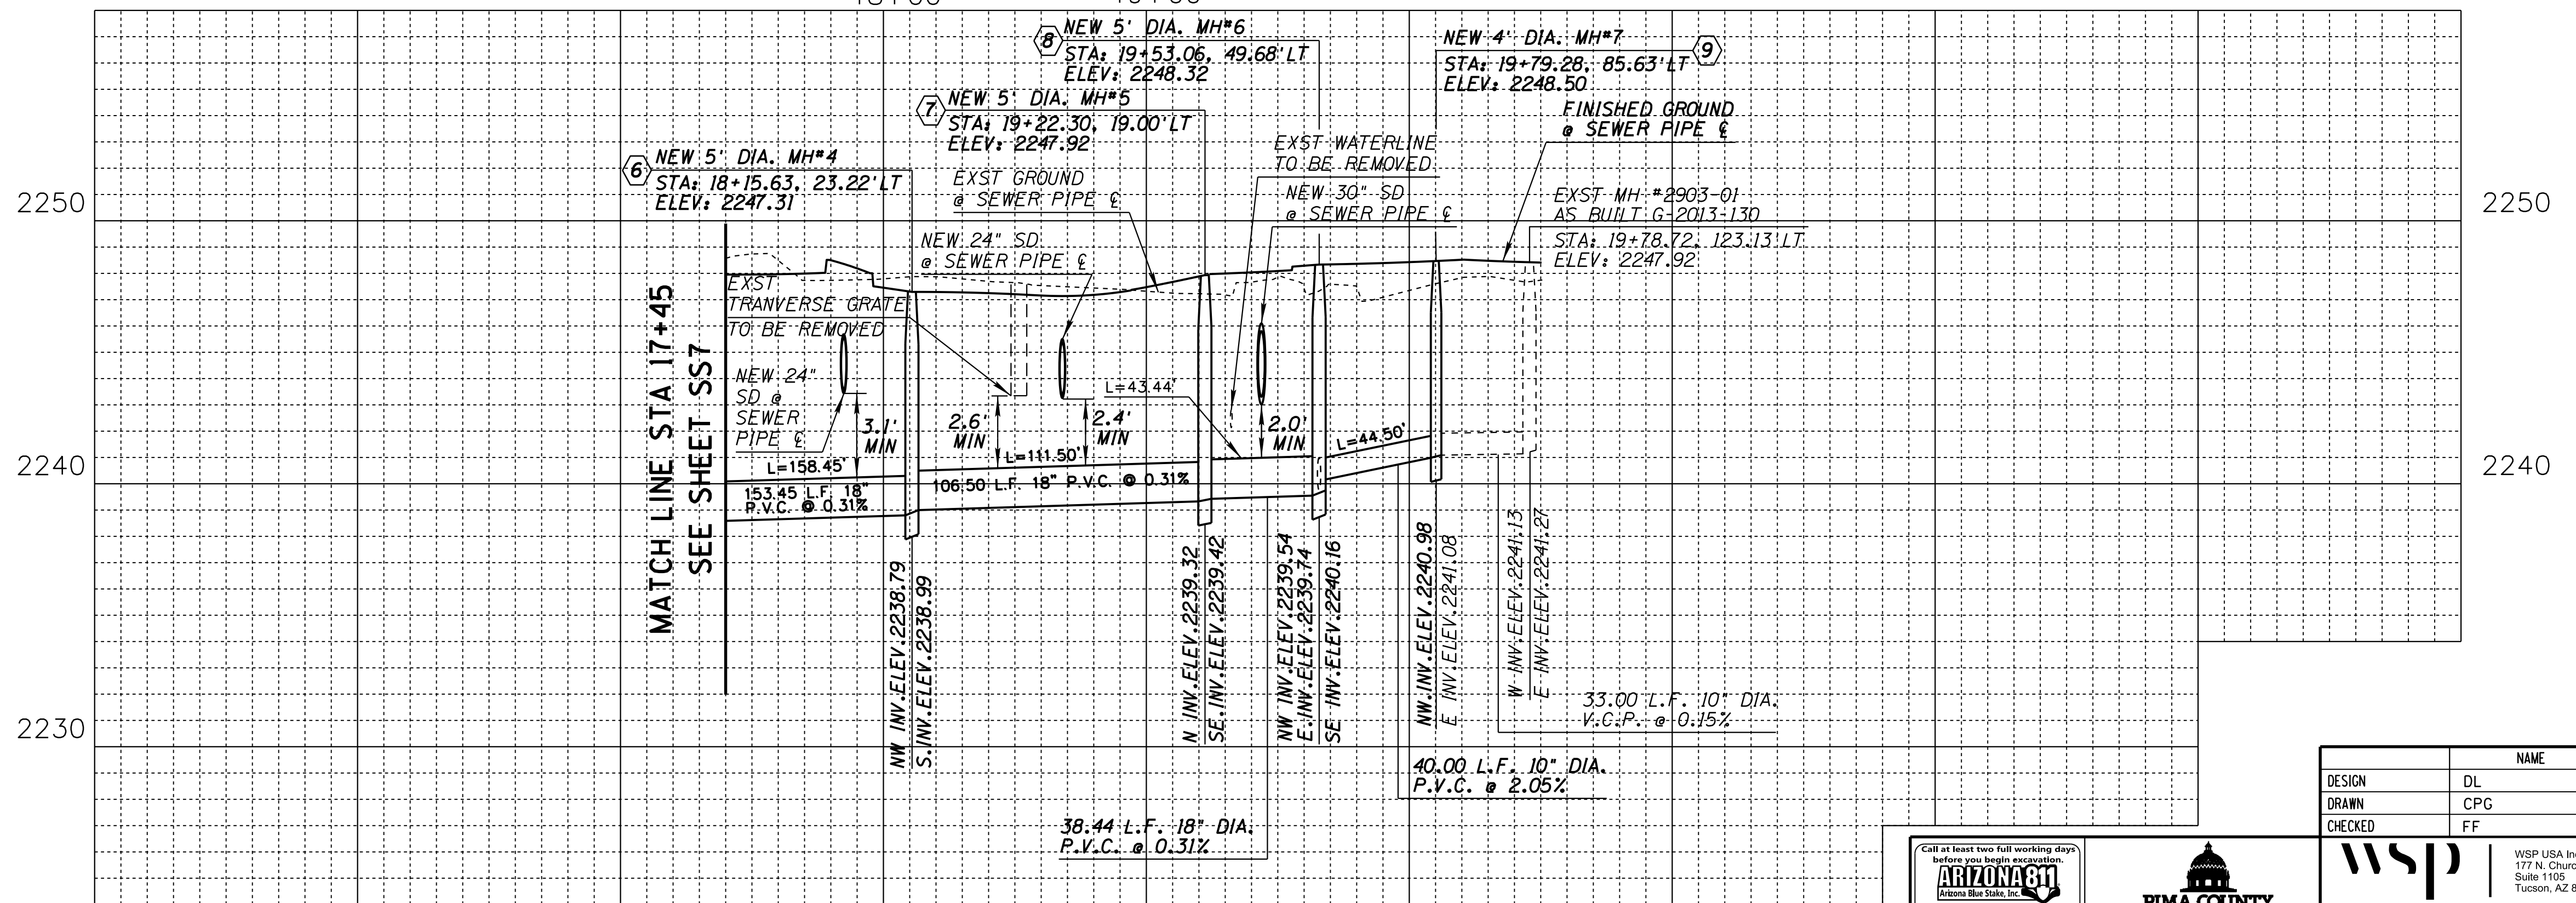 8
NEW 5' DIA. MH#6
STA: 19+53.06, 49.68'LT
ELEV: 2248.32
NEW 4' DIA. MH#7
9
STA: 19+79.28, 85.63'LT
ELEV: 2248.50
7
NEW 5' DIA. MH#5
STA: 19+22.30, 19.00'LT
ELEV: 2247.92
FINISHED GROUND
@ SEWER PIPE ℄
6
NEW 5' DIA. MH#4
STA: 18+15.63, 23.22'LT
ELEV: 2247.31
EXST GROUND
@ SEWER PIPE ℄
EXST WATERLINE
TO BE REMOVED
NEW 30" SD
@ SEWER PIPE ℄
EXST MH #2903-01
AS BUILT G-2013-130
STA: 19+78.72, 123.13'LT
ELEV: 2247.92
2250
2250
NEW 24" SD
@ SEWER PIPE ℄
EXST
TRANVERSE GRATE
TO BE REMOVED
MATCH LINE STA 17+45
SEE SHEET SS7
NEW 24"
SD @
SEWER
PIPE ℄
3.1'
MIN
2.6'
MIN
2.4'
MIN
L=43.44'
2.0'
MIN
L=44.50'
L=158.45'
L=111.50'
2240
2240
153.45 L.F. 18"
P.V.C. @ 0.31%
106.50 L.F. 18" P.V.C. @ 0.31%
NW INV.ELEV.2238.79
S.INV.ELEV.2238.99
N INV.ELEV.2239.32
SE.INV.ELEV.2239.42
NW INV.ELEV.2239.54
E.INV.ELEV.2239.74
SE INV.ELEV.2240.16
NW.INV.ELEV.2240.98
E INV.ELEV.2241.08
W INV.ELEV.2241.13
E INV.ELEV.2241.27
33.00 L.F. 10" DIA.
V.C.P. @ 0.15%
2230
40.00 L.F. 10" DIA.
P.V.C. @ 2.05%
38.44 L.F. 18" DIA.
P.V.C. @ 0.31%
NAME
DESIGN DL
DRAWN CPG
CHECKED FF
Call at least two full working days
before you begin excavation.
ARIZONA 811
Arizona Blue Stake, Inc.
PIMA COUNTY
wsp
WSP USA
177 N.
Suite 1105
Tucson, AZ